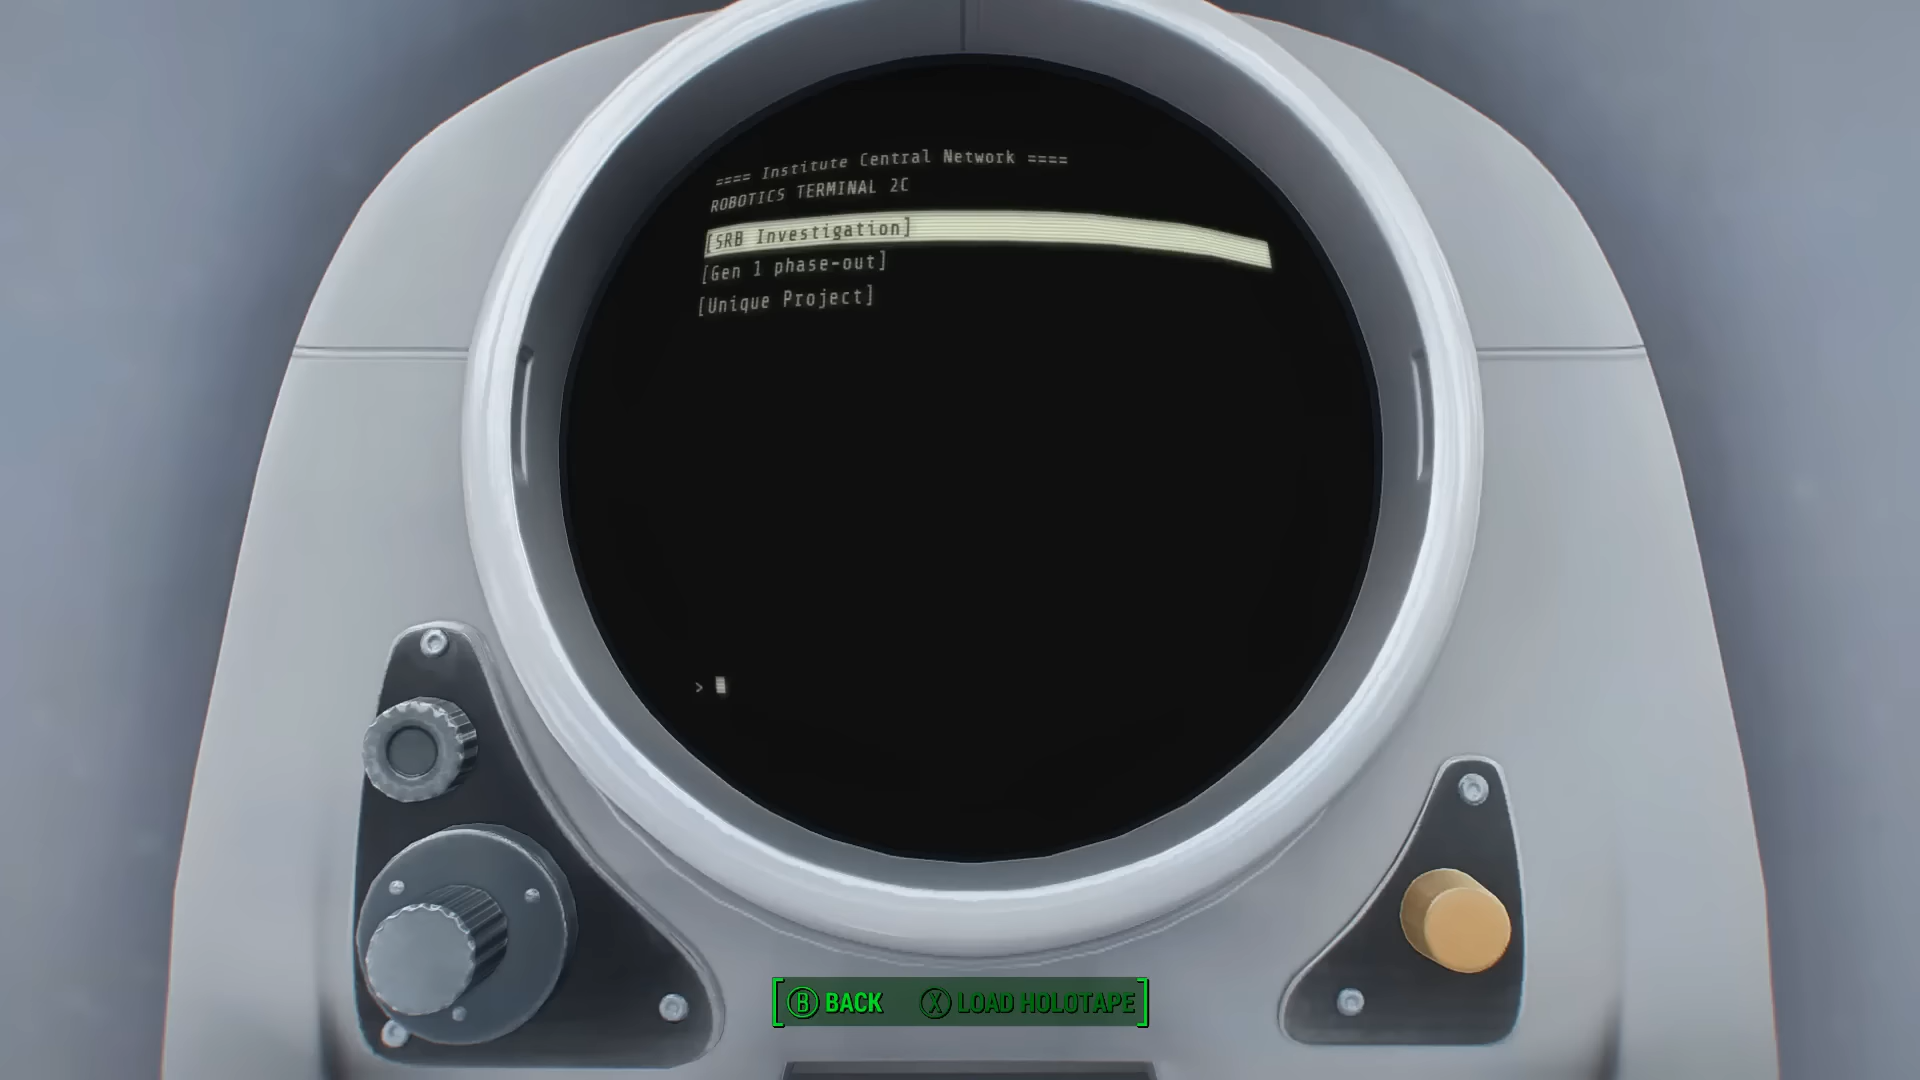 ==== Institute Central Network ====
ROBOTICS TERMINAL 2C
[SRB Investigation]
[Gen 1 phase-out]
[Unique Project]
>
B BACK X LOAD HOLOTAPE